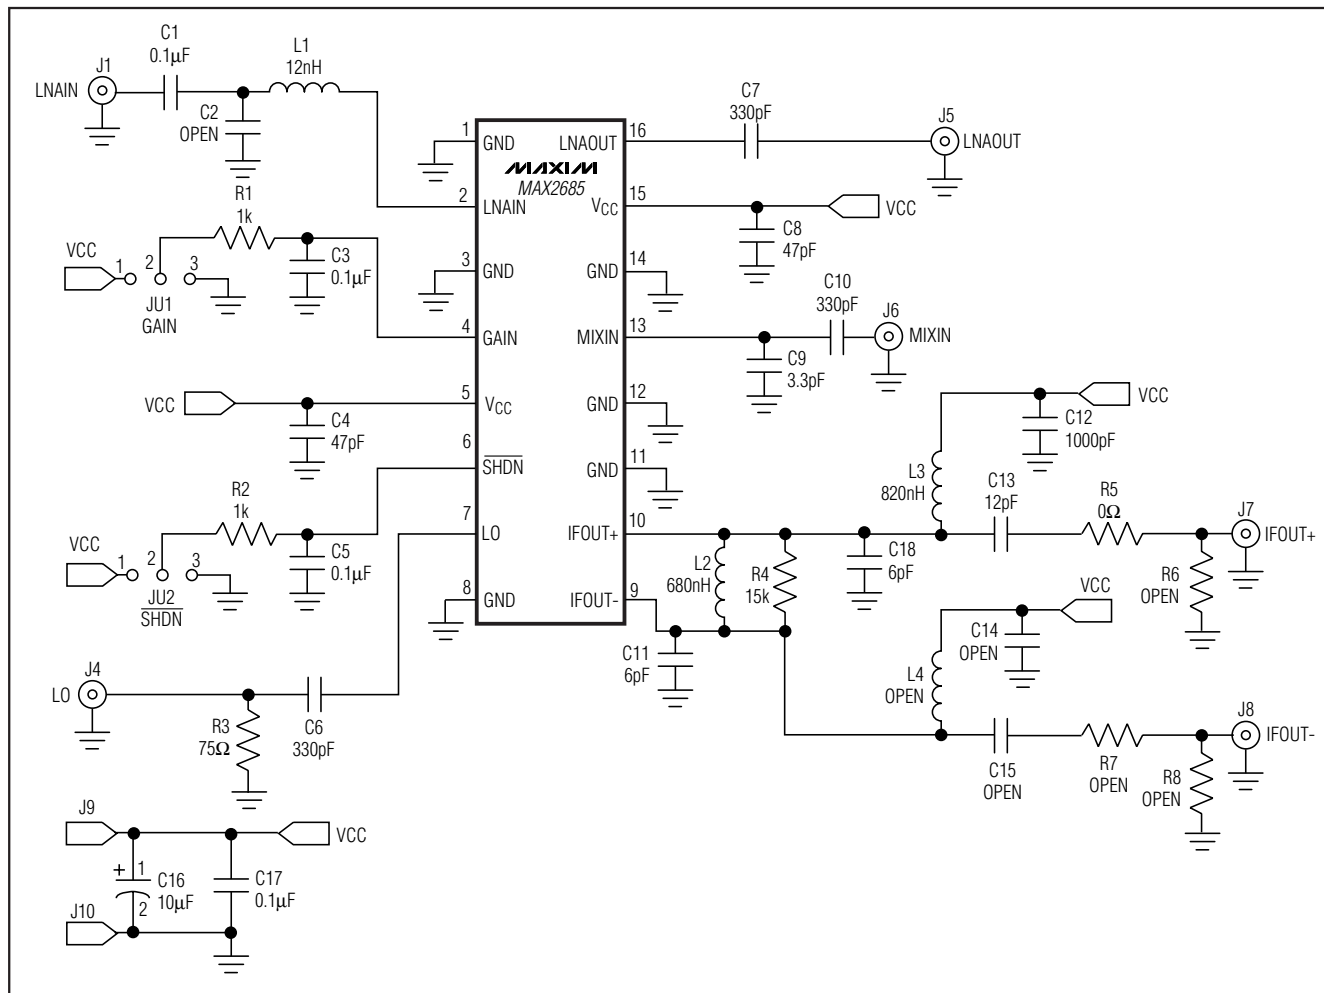 C1
0.1µF
L1
12nH
J1
LNAIN
C2
OPEN
R1
1k
VCC
1
2
3
JU1
GAIN
C3
0.1µF
VCC
C4
47pF
R2
1k
VCC
1
2
3
JU2
SHDN
C5
0.1µF
J4
LO
R3
75Ω
C6
330pF
J9
VCC
+
1
C16
10µF
2
C17
0.1µF
J10
1
GND
2
LNAIN
3
GND
4
GAIN
5
VCC
6
SHDN
7
LO
8
GND
MAXIM
MAX2685
16
LNAOUT
15
VCC
14
GND
13
MIXIN
12
GND
11
GND
10
IFOUT+
9
IFOUT-
C7
330pF
J5
LNAOUT
VCC
C8
47pF
C10
330pF
J6
MIXIN
C9
3.3pF
VCC
C12
1000pF
L3
820nH
C13
12pF
R5
0Ω
J7
IFOUT+
L2
680nH
R4
15k
C18
6pF
R6
OPEN
VCC
C14
OPEN
C11
6pF
L4
OPEN
C15
OPEN
R7
OPEN
R8
OPEN
J8
IFOUT-